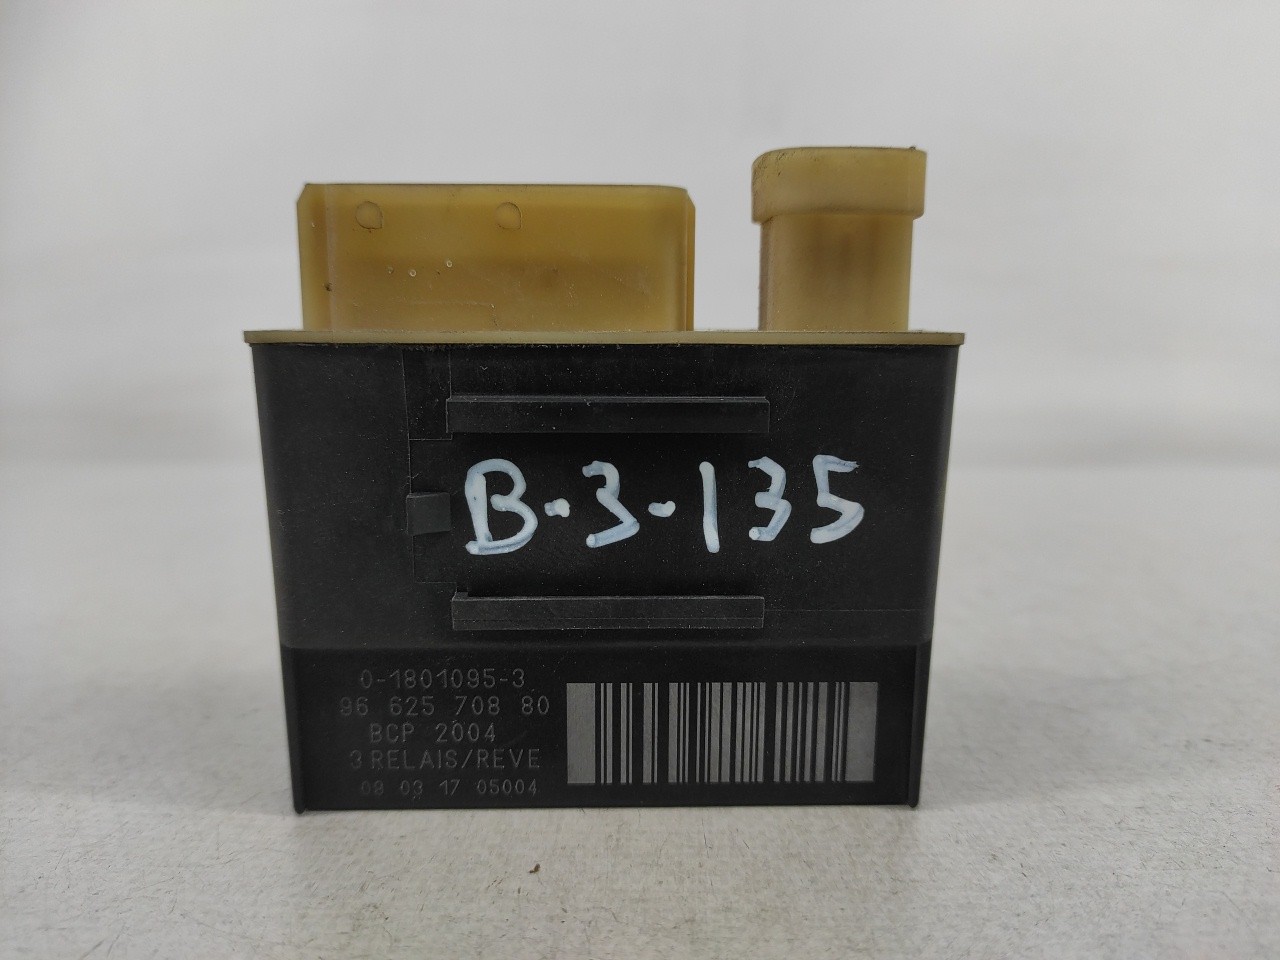 B-3-135
0-1801095-3
96 625 708 80
BCP 2004
3 RELAIS/REVE
08 03 17 05004